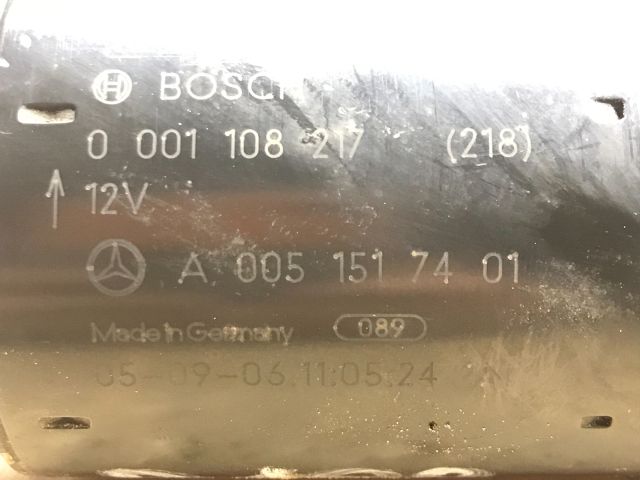 BOSCH
0 001 108 217 (218)
12V
A 005 151 74 01
Made in Germany 089
05-09-06 11:05:24